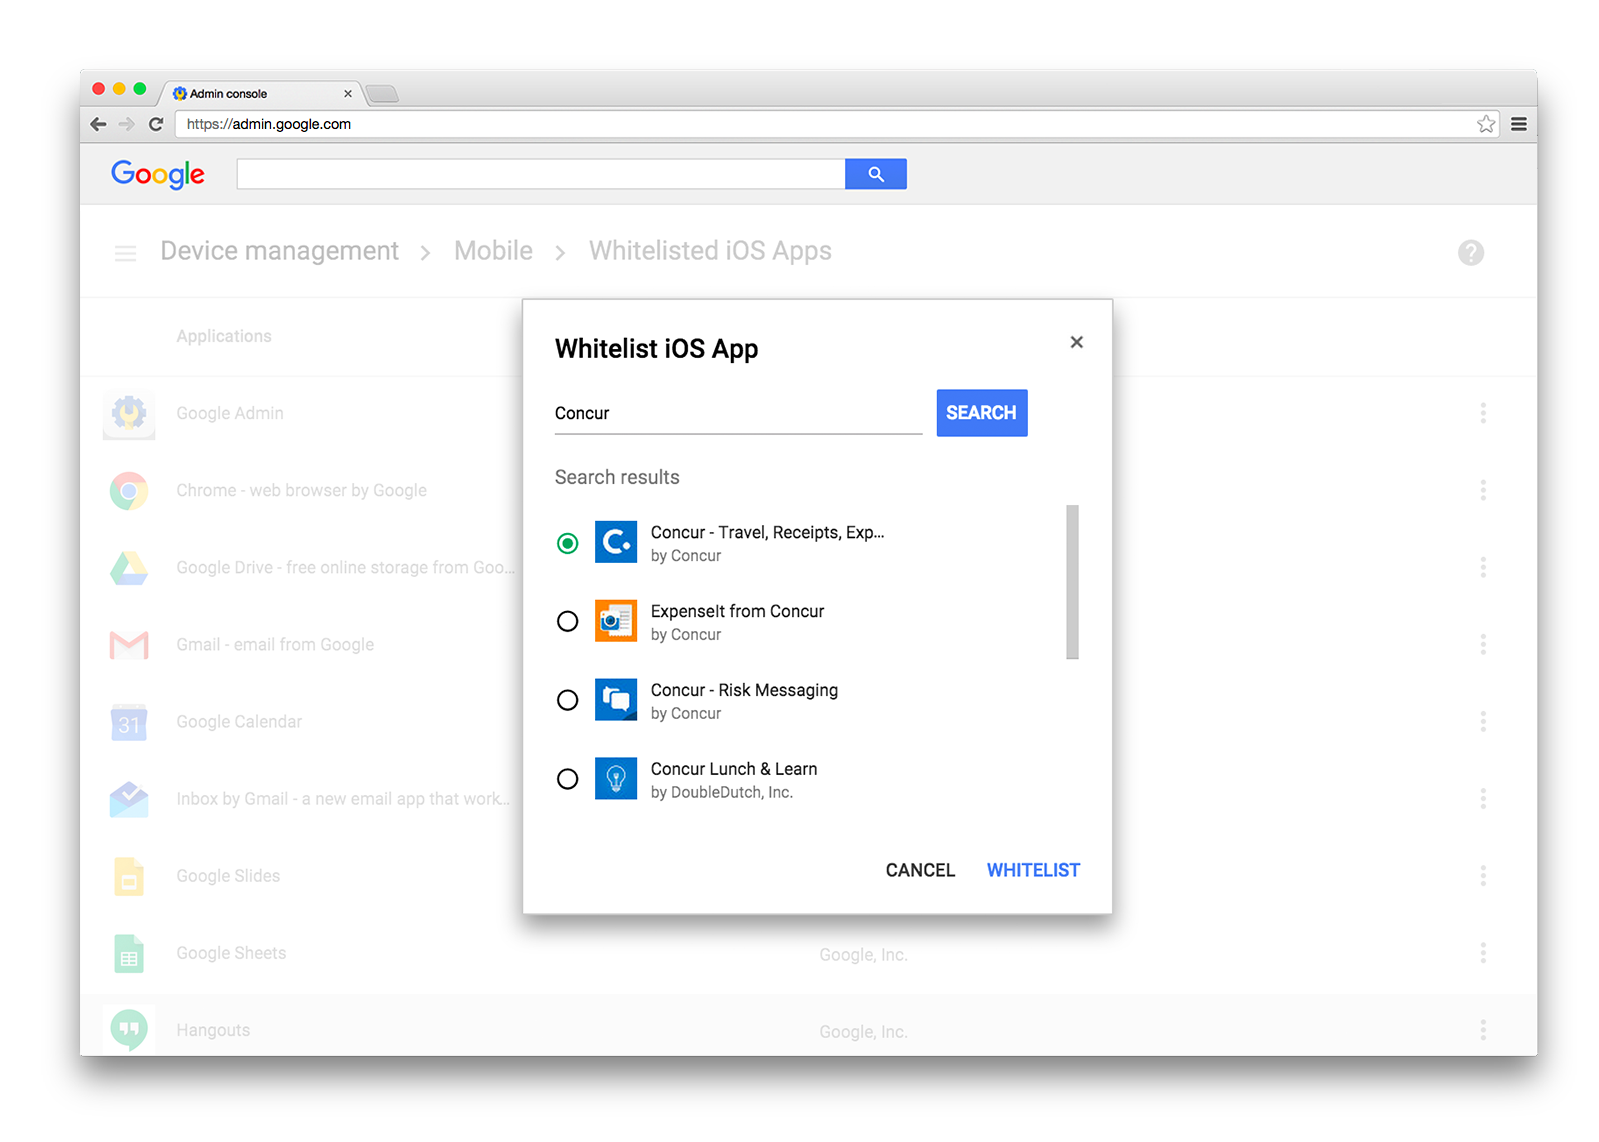 Admin console
https://admin.google.com
Google
Device management > Mobile > Whitelisted iOS Apps
Applications
Google Admin
Chrome - web browser by Google
Google Drive - free online storage from Goo...
Gmail - email from Google
31
Google Calendar
Inbox by Gmail - a new email app that work...
Google Slides
Google Sheets
Google, Inc.
Hangouts
Google, Inc.
Whitelist iOS App
Concur
SEARCH
Search results
Concur - Travel, Receipts, Exp...
by Concur
ExpenseIt from Concur
by Concur
Concur - Risk Messaging
by Concur
Concur Lunch & Learn
by DoubleDutch, Inc.
CANCEL
WHITELIST